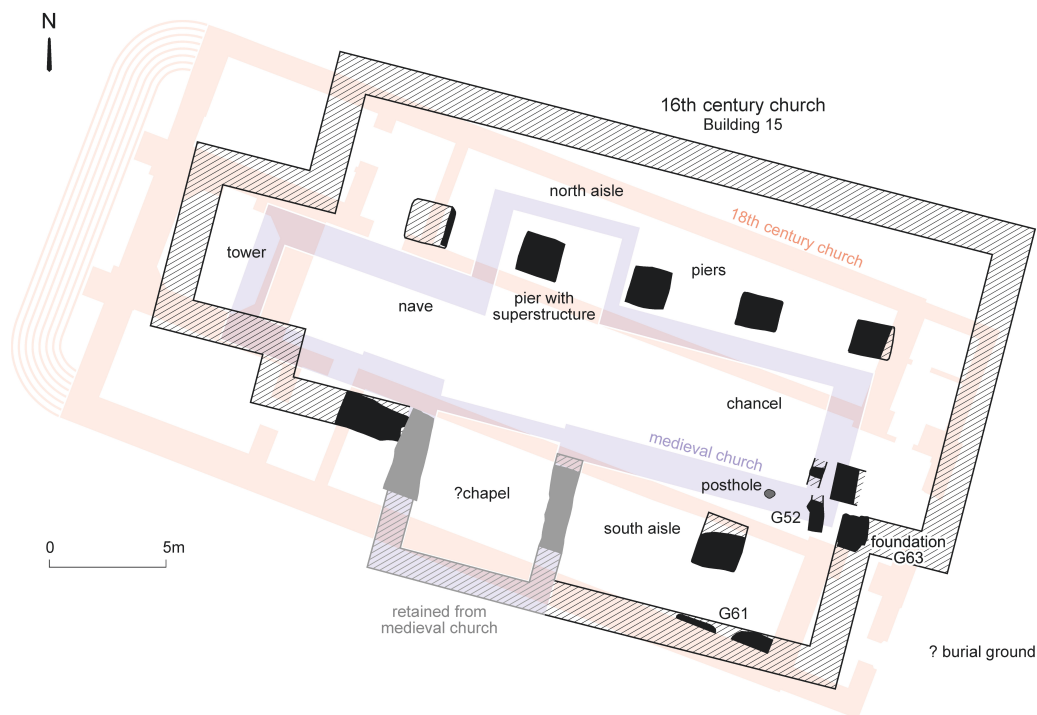 N
16th century church
Building 15
north aisle
18th century church
tower
piers
nave
pier with
superstructure
chancel
medieval church
posthole
?chapel
G52
south aisle
foundation
G63
0 5m
retained from
medieval church
G61
? burial ground